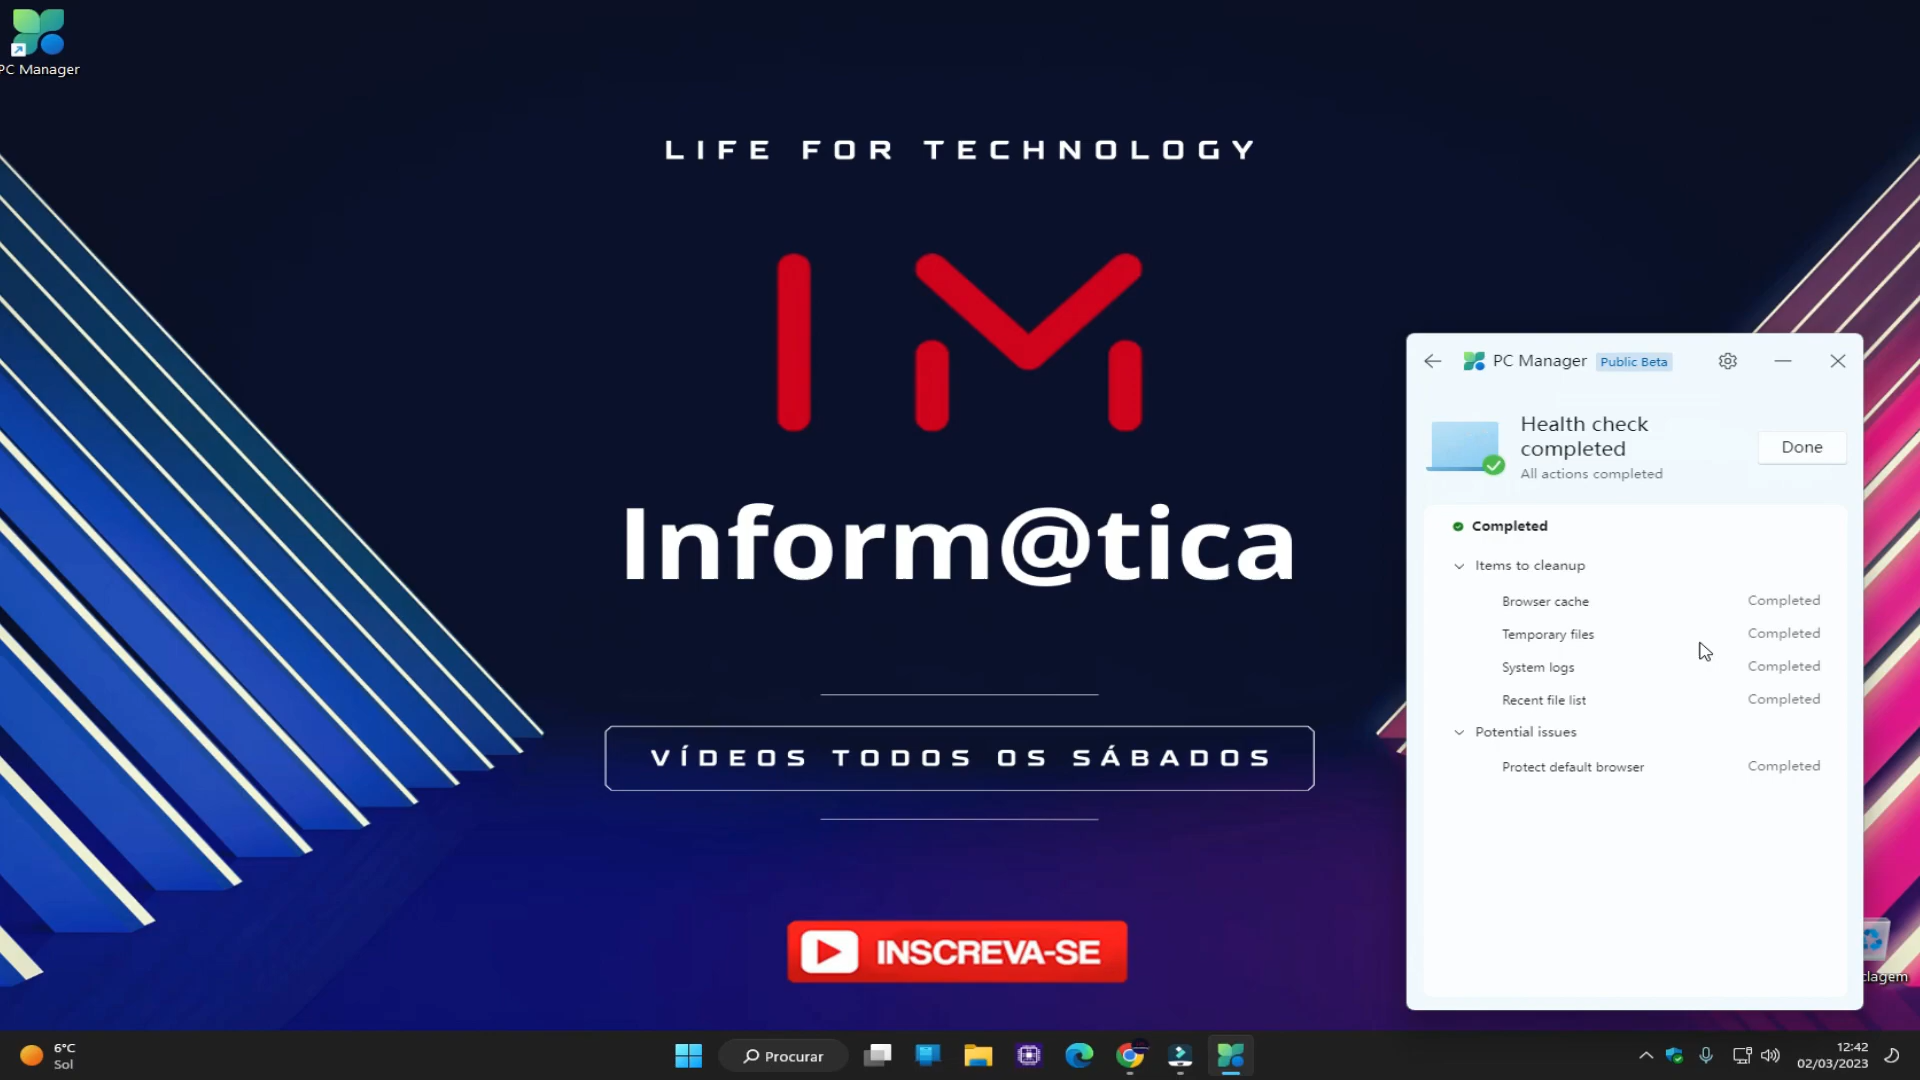 PC Manager
LIFE FOR TECHNOLOGY
IM
Inform@tica
VÍDEOS TODOS OS SÁBADOS
INSCREVA-SE
PC Manager Public Beta
Health check
completed
All actions completed
Done
Completed
Items to cleanup
Browser cache Completed
Temporary files Completed
System logs Completed
Recent file list Completed
Potential issues
Protect default browser Completed
clagem
6°C
Sol
Procurar
12:42
02/03/2023